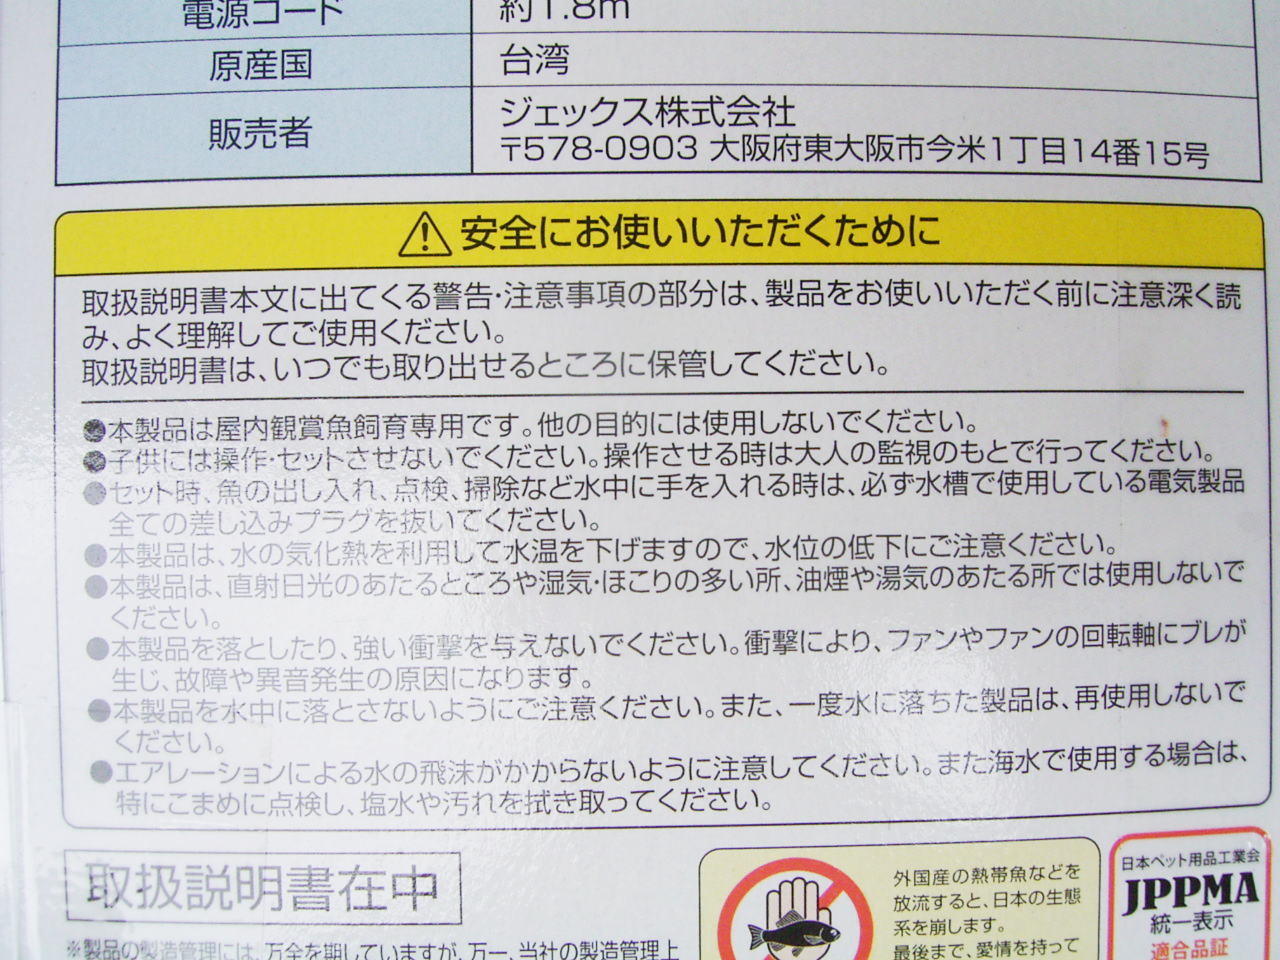 電源コード 約1.8m
原産国 台湾
販売者 ジェックス株式会社
〒578-0903 大阪府東大阪市今米1丁目14番15号
安全にお使いいただくために
取扱説明書本文に出てくる警告・注意事項の部分は、製品をお使いいただく前に注意深く読
み、よく理解してご使用ください。
取扱説明書は、いつでも取り出せるところに保管してください。
●本製品は屋内観賞魚飼育専用です。他の目的には使用しないでください。
●子供には操作・セットさせないでください。操作させる時は大人の監視のもとで行ってください。
●セット時、魚の出し入れ、点検、掃除など水中に手を入れる時は、必ず水槽で使用している電気製品
全ての差し込みプラグを抜いてください。
●本製品は、水の気化熱を利用して水温を下げますので、水位の低下にご注意ください。
●本製品は、直射日光のあたるところや湿気・ほこりの多い所、油煙や湯気のあたる所では使用しないで
ください。
●本製品を落としたり、強い衝撃を与えないでください。衝撃により、ファンやファンの回転軸にブレが
生じ、故障や異音発生の原因になります。
●本製品を水中に落とさないようにご注意ください。また、一度水に落ちた製品は、再使用しないで
ください。
●エアレーションによる水の飛沫がかからないように注意してください。また海水で使用する場合は、
特にこまめに点検し、塩水や汚れを拭き取ってください。
取扱説明書在中
※製品の製造管理には、万全を期していますが、万一、当社の製造管理上
外国産の熱帯魚などを
放流すると、日本の生態
系を崩します。
最後まで、愛情を持って
日本ペット用品工業会
JPPMA
統一表示
適合品証